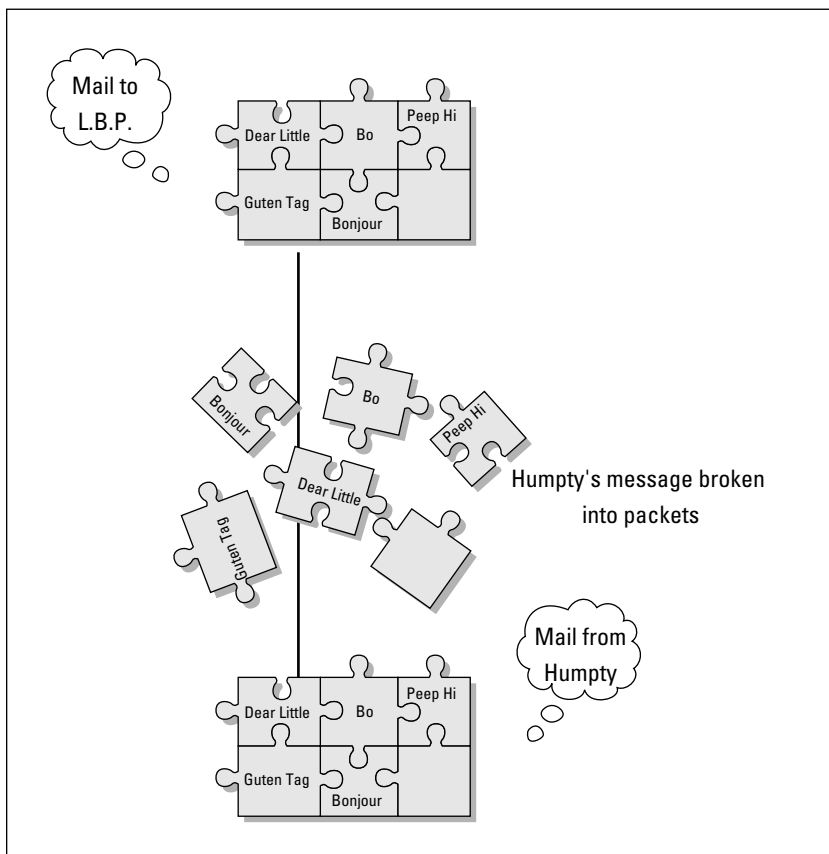 Mail to
L.B.P.
Dear Little
Bo
Peep Hi
Guten Tag
Bonjour
Bonjour
Bo
Peep Hi
Dear Little
Guten Tag
Humpty's message broken
into packets
Mail from
Humpty
Dear Little
Bo
Peep Hi
Guten Tag
Bonjour